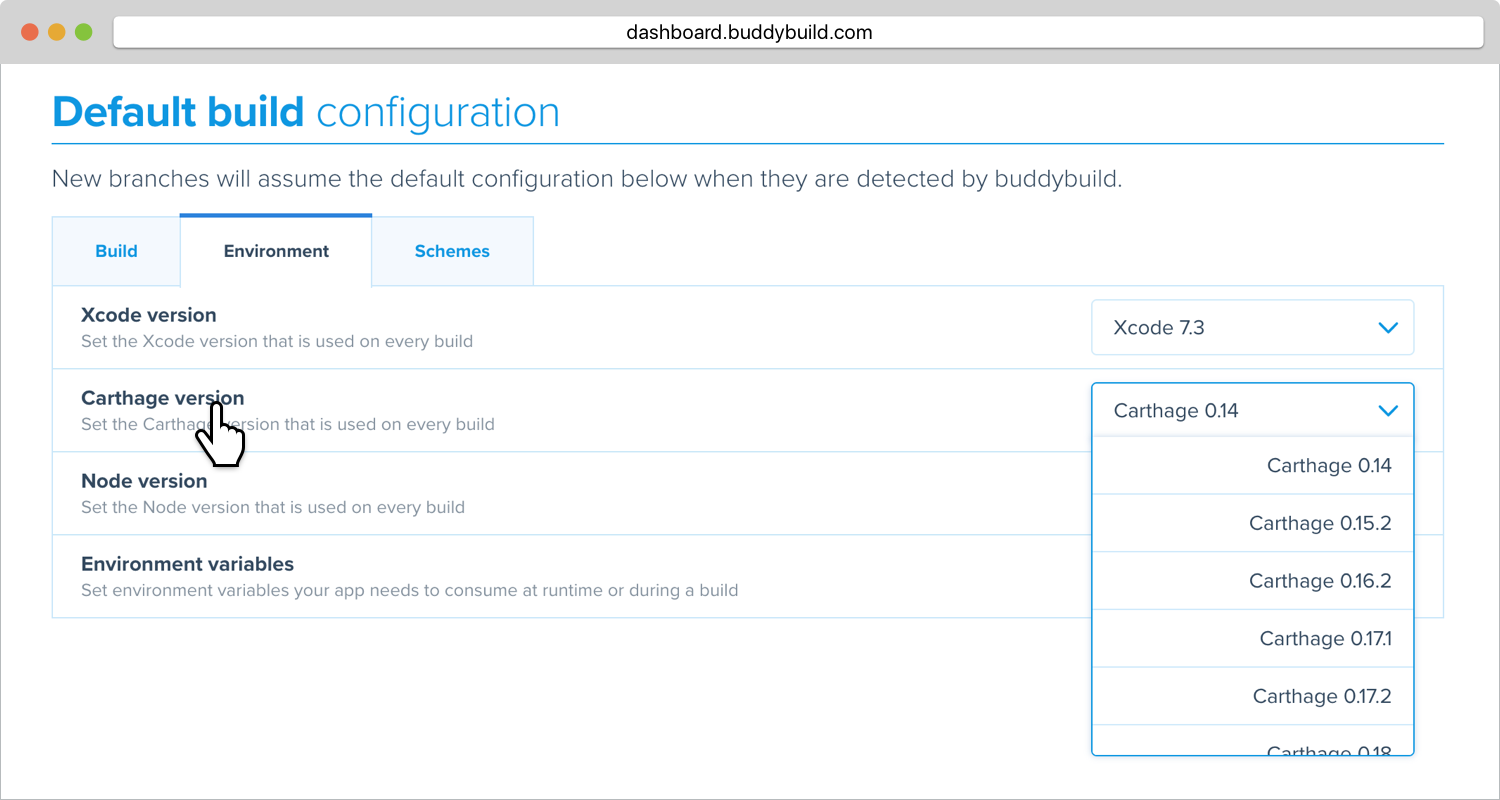 dashboard.buddybuild.com
Default build configuration
New branches will assume the default configuration below when they are detected by buddybuild.
Build
Environment
Schemes
Xcode version
Set the Xcode version that is used on every build
Xcode 7.3
Carthage version
Set the Carthage version that is used on every build
Carthage 0.14
Carthage 0.14
Carthage 0.15.2
Carthage 0.16.2
Carthage 0.17.1
Carthage 0.17.2
Carthage 0.18
Node version
Set the Node version that is used on every build
Environment variables
Set environment variables your app needs to consume at runtime or during a build